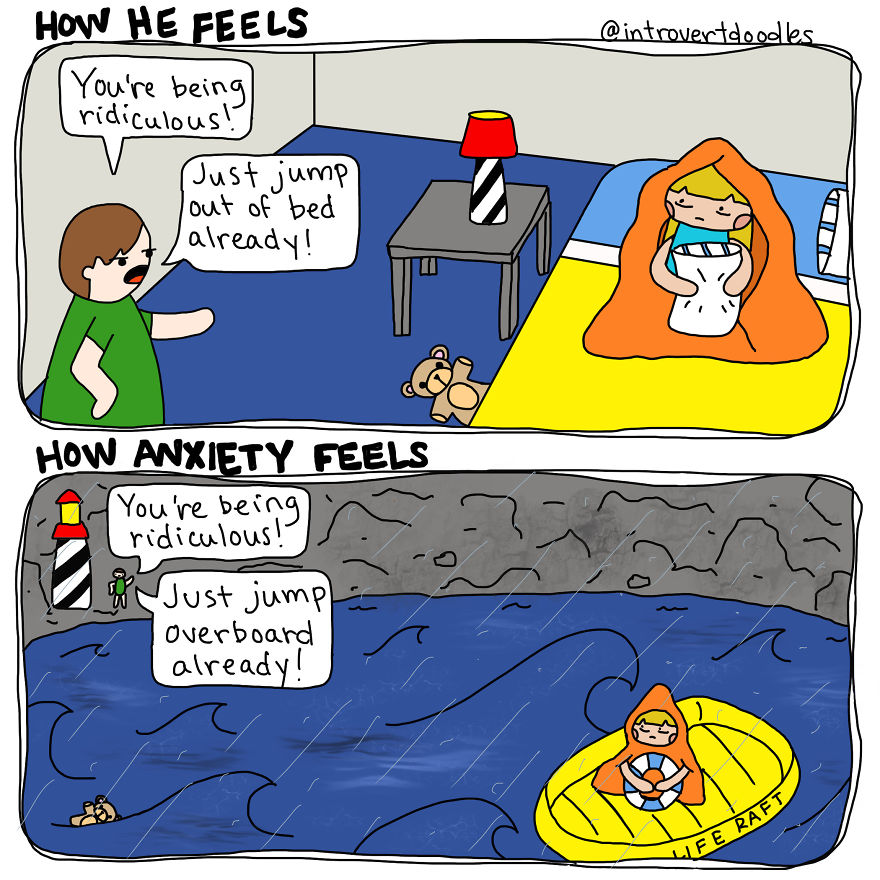 HOW HE FEELS
@introvertdoodles
You're being
ridiculous!
Just jump
out of bed
already!
HOW ANXIETY FEELS
You're being
ridiculous!
Just jump
overboard
already!
LIFE RAFT